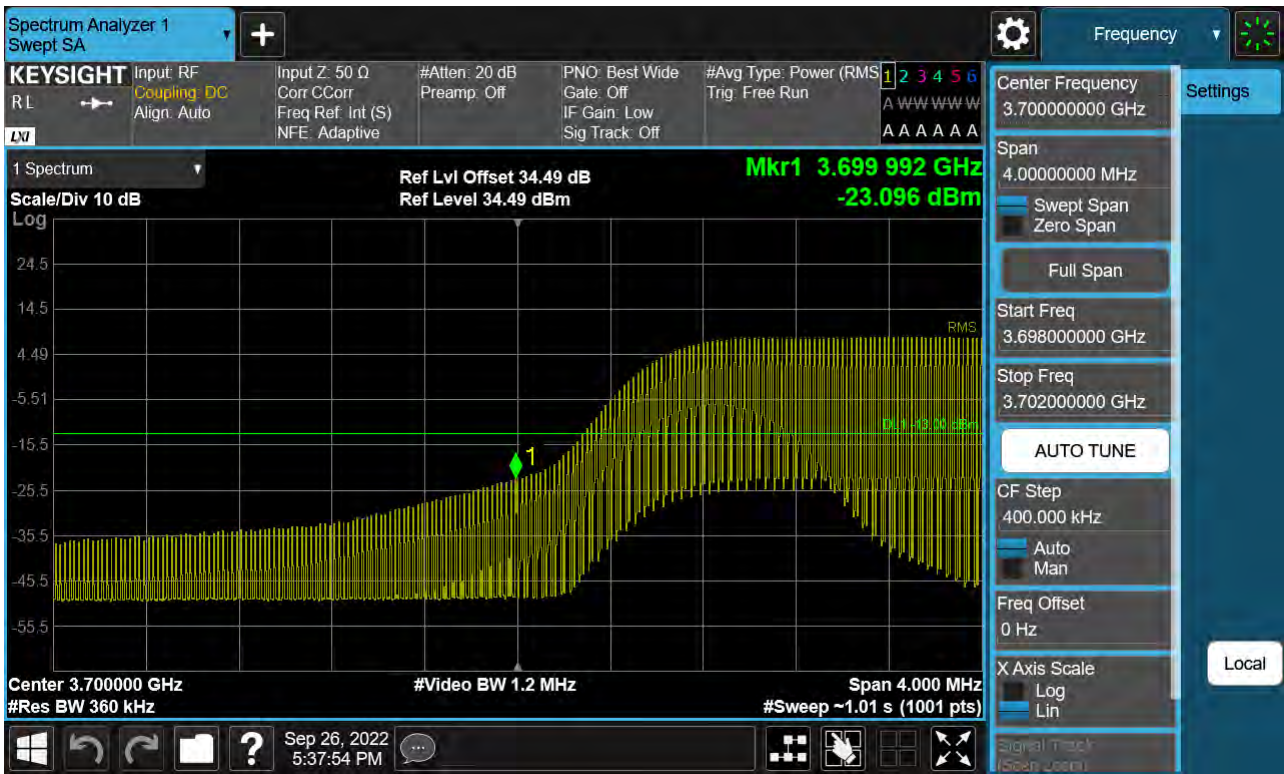 Spectrum Analyzer 1
Swept SA
+
Frequency
KEYSIGHT
R L
LXI
Input: RF
Coupling: DC
Align: Auto
Input Z: 50 Ω
Corr CCorr
Freq Ref: Int (S)
NFE: Adaptive
#Atten: 20 dB
Preamp: Off
PNO: Best Wide
Gate: Off
IF Gain: Low
Sig Track: Off
#Avg Type: Power (RMS
Trig: Free Run
1 2 3 4 5 6
A W W W W W
A A A A A A
Center Frequency
3.700000000 GHz
Settings
Span
4.00000000 MHz
Swept Span
Zero Span
Full Span
Start Freq
3.698000000 GHz
Stop Freq
3.702000000 GHz
AUTO TUNE
CF Step
400.000 kHz
Auto
Man
Freq Offset
0 Hz
X Axis Scale
Log
Lin
Signal Track
(Span Zoom)
Local
1 Spectrum
Scale/Div 10 dB
Log
Ref Lvl Offset 34.49 dB
Ref Level 34.49 dBm
Mkr1 3.699 992 GHz
-23.096 dBm
24.5
14.5
4.49
-5.51
-15.5
-25.5
-35.5
-45.5
-55.5
RMS
DL1 -13.00 dBm
1
Center 3.700000 GHz
#Res BW 360 kHz
#Video BW 1.2 MHz
Span 4.000 MHz
#Sweep ~1.01 s (1001 pts)
?
Sep 26, 2022
5:37:54 PM